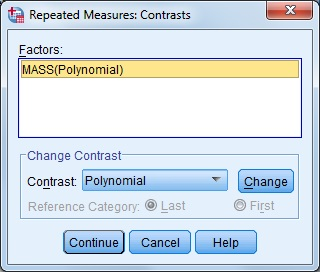 Repeated Measures: Contrasts
Factors:
MASS(Polynomial)
Change Contrast
Contrast: Polynomial Change
Reference Category: Last First
Continue Cancel Help